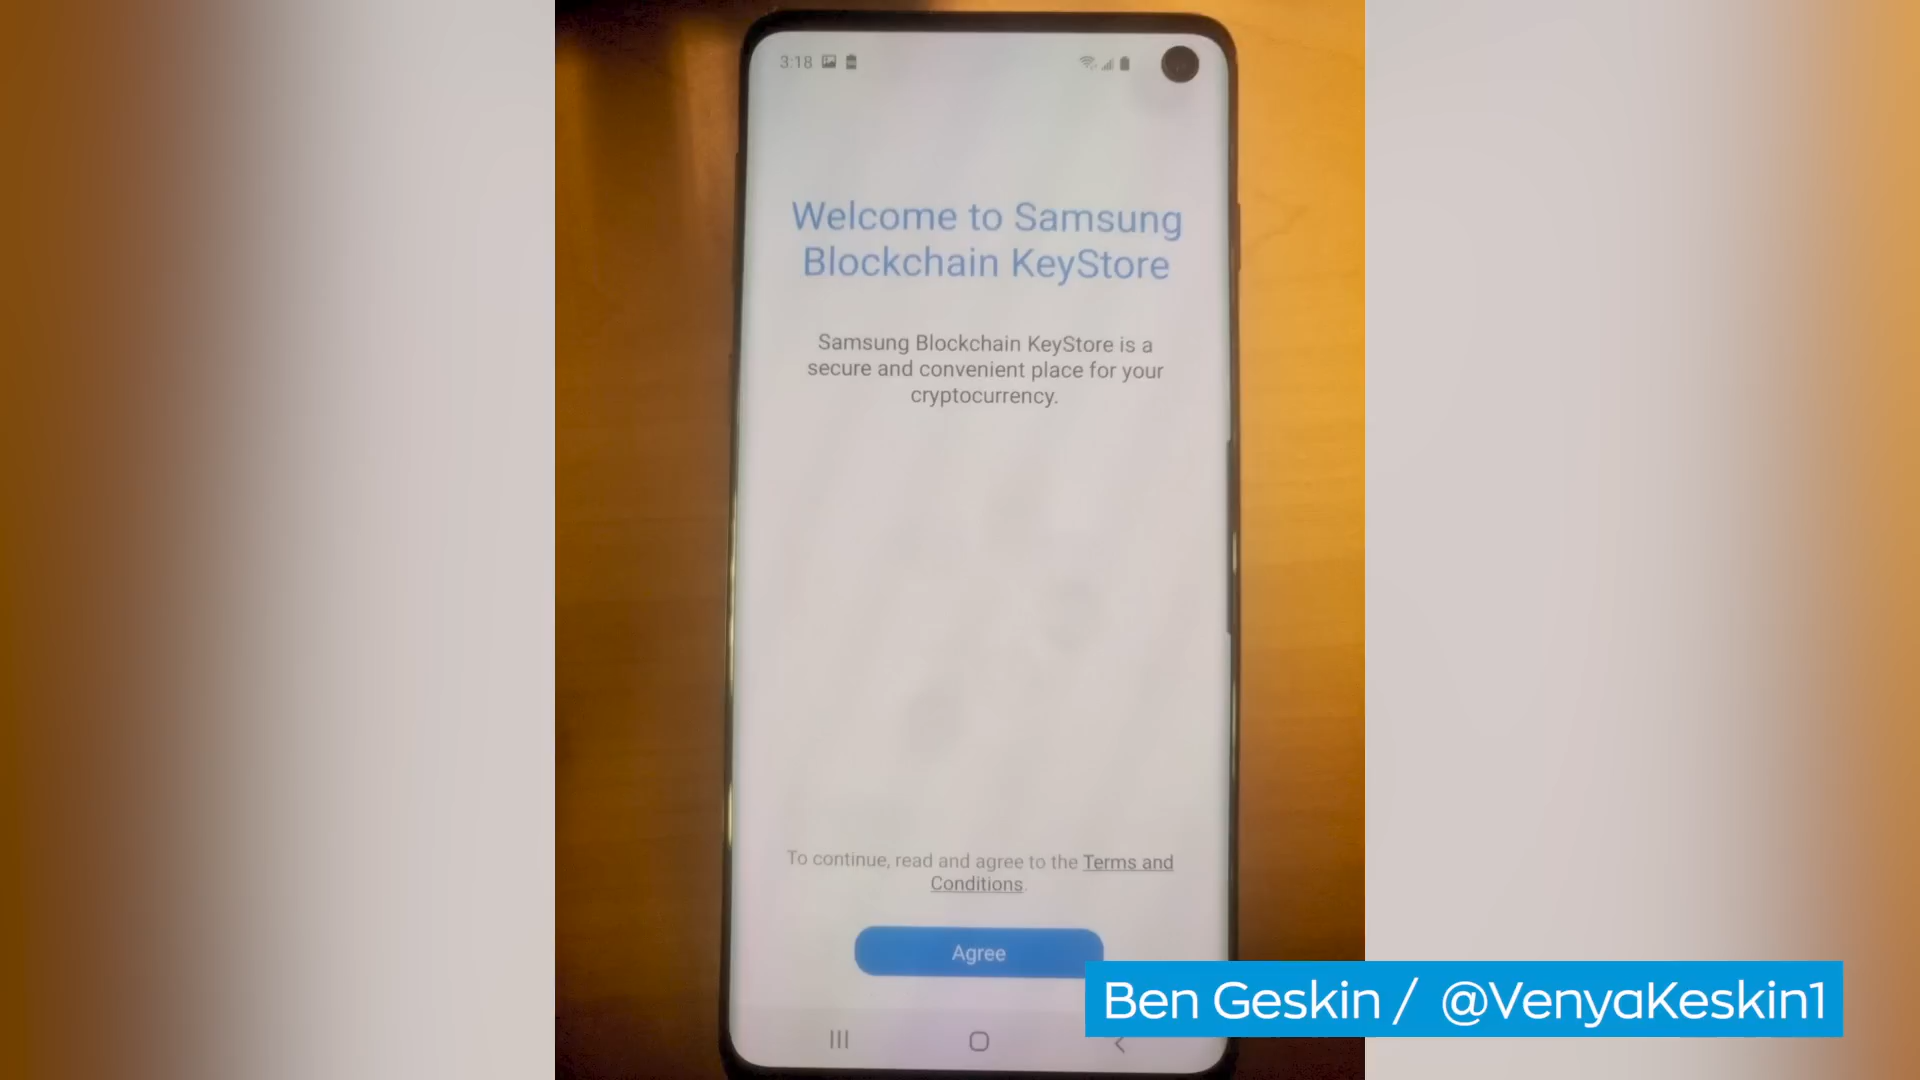 3:18
Welcome to Samsung
Blockchain KeyStore
Samsung Blockchain KeyStore is a
secure and convenient place for your
cryptocurrency.
To continue, read and agree to the Terms and
Conditions.
Agree
Ben Geskin / @VenyaKeskin1